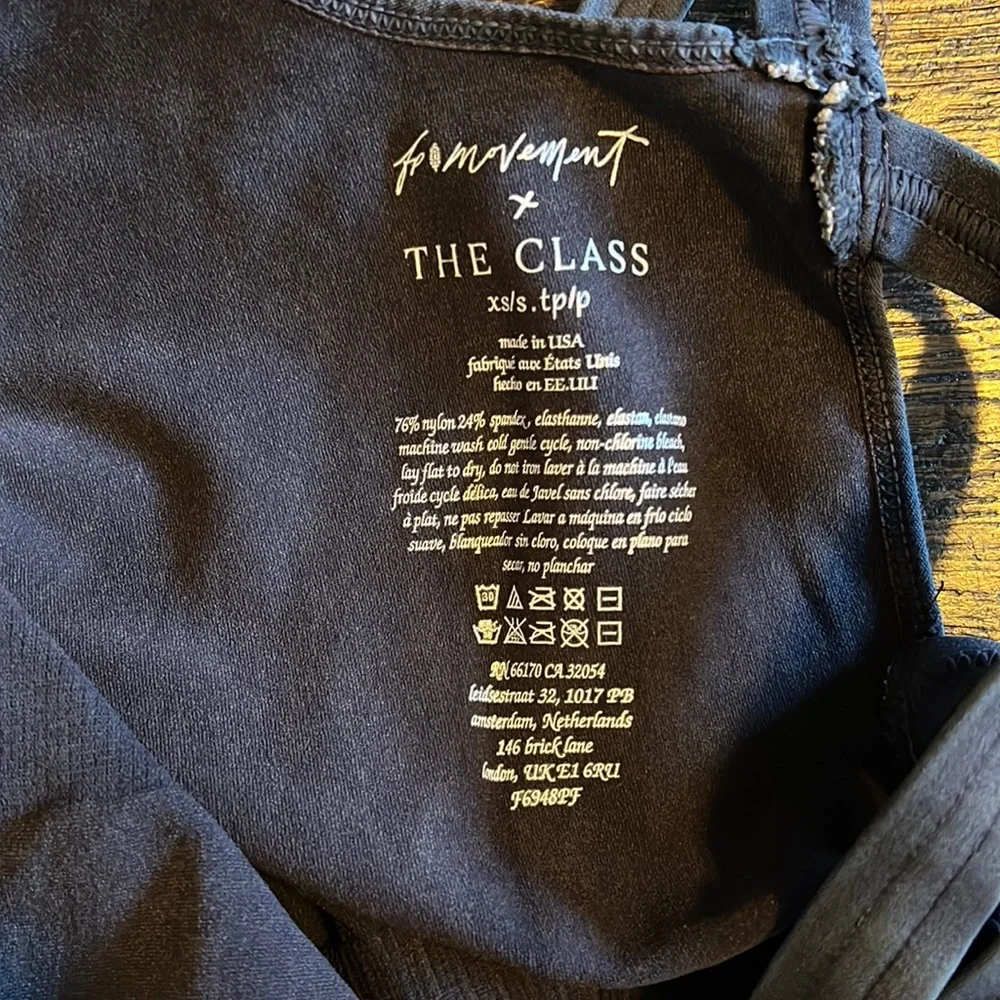 fp movement
x
THE CLASS
xs/s.tp/p
made in USA
fabriqué aux États Unis
hecho en EE.UU
76% nylon 24% spandex, elasthanne, elastan, elastano
machine wash cold gentle cycle, non-chlorine bleach,
lay flat to dry, do not iron laver à la machine à l'eau
froide cycle délica, eau de Javel sans chlore, faire sécher
à plat, ne pas repasser Lavar a máquina en frío ciclo
suave, blanqueador sin cloro, coloque en plano para
secar, no planchar
30
RN 66170 CA 32054
leidsestraat 32, 1017 PB
amsterdam, Netherlands
146 brick lane
london, UK E1 6RU
F6948PF